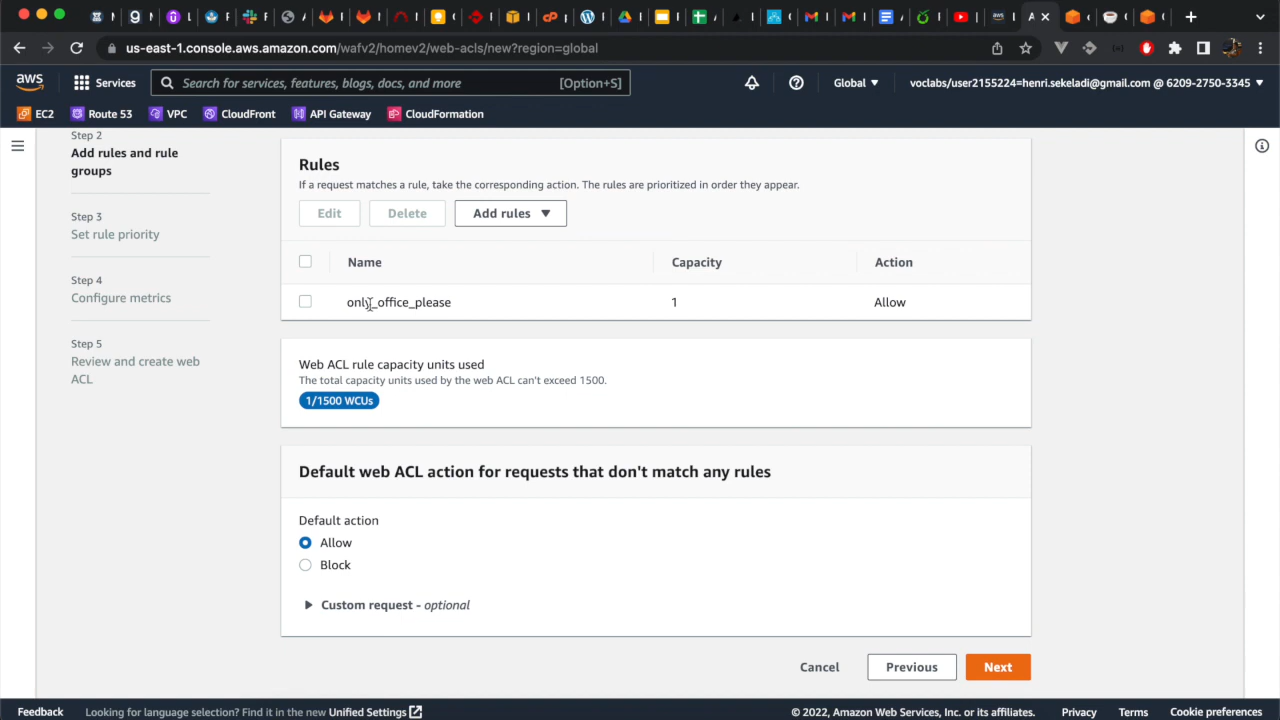 us-east-1.console.aws.amazon.com/wafv2/homev2/web-acls/new?region=global
aws
Services
Search for services, features, blogs, docs, and more
[Option+S]
Global
voclabs/user2155224=henri.sekeladi@gmail.com @ 6209-2750-3345
EC2
Route 53
VPC
CloudFront
API Gateway
CloudFormation
Step 2
Add rules and rule
groups
Step 3
Set rule priority
Step 4
Configure metrics
Step 5
Review and create web
ACL
Rules
If a request matches a rule, take the corresponding action. The rules are prioritized in order they appear.
Edit
Delete
Add rules
Name
Capacity
Action
only_office_please
1
Allow
Web ACL rule capacity units used
The total capacity units used by the web ACL can't exceed 1500.
1/1500 WCUs
Default web ACL action for requests that don't match any rules
Default action
Allow
Block
Custom request - optional
Cancel
Previous
Next
Feedback
Looking for language selection? Find it in the new Unified Settings
© 2022, Amazon Web Services, Inc. or its affiliates.
Privacy
Terms
Cookie preferences